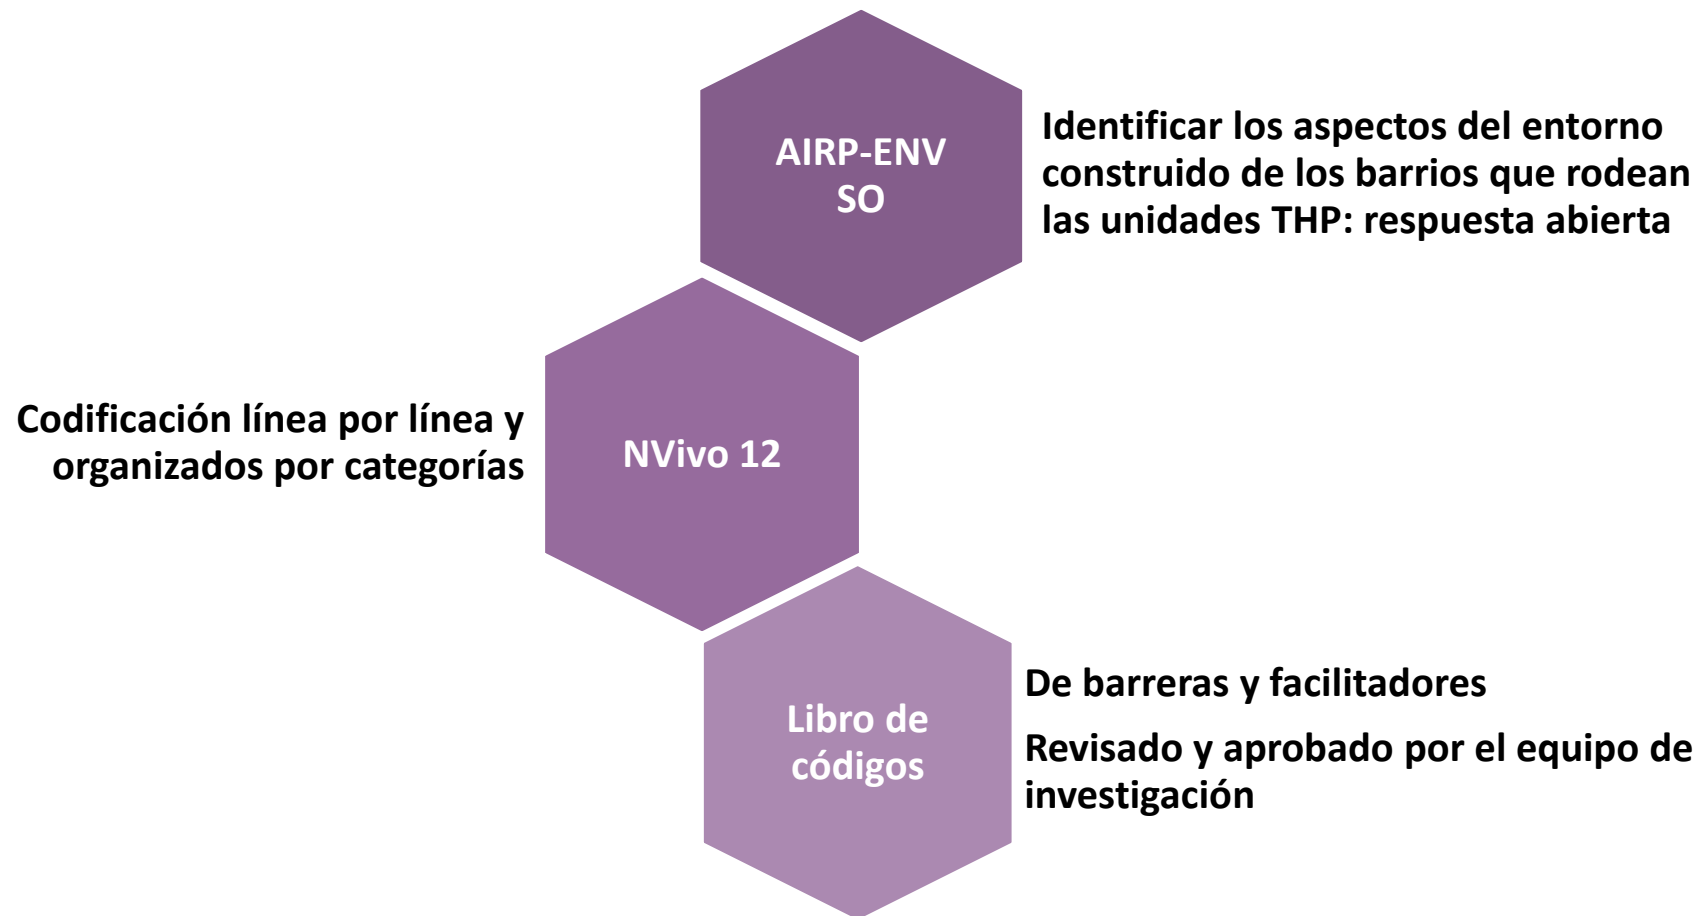 AIRP-ENV
SO
Identificar los aspectos del entorno
construido de los barrios que rodean
las unidades THP: respuesta abierta
Codificación línea por línea y
organizados por categorías
NVivo 12
Libro de
códigos
De barreras y facilitadores
Revisado y aprobado por el equipo de
investigación